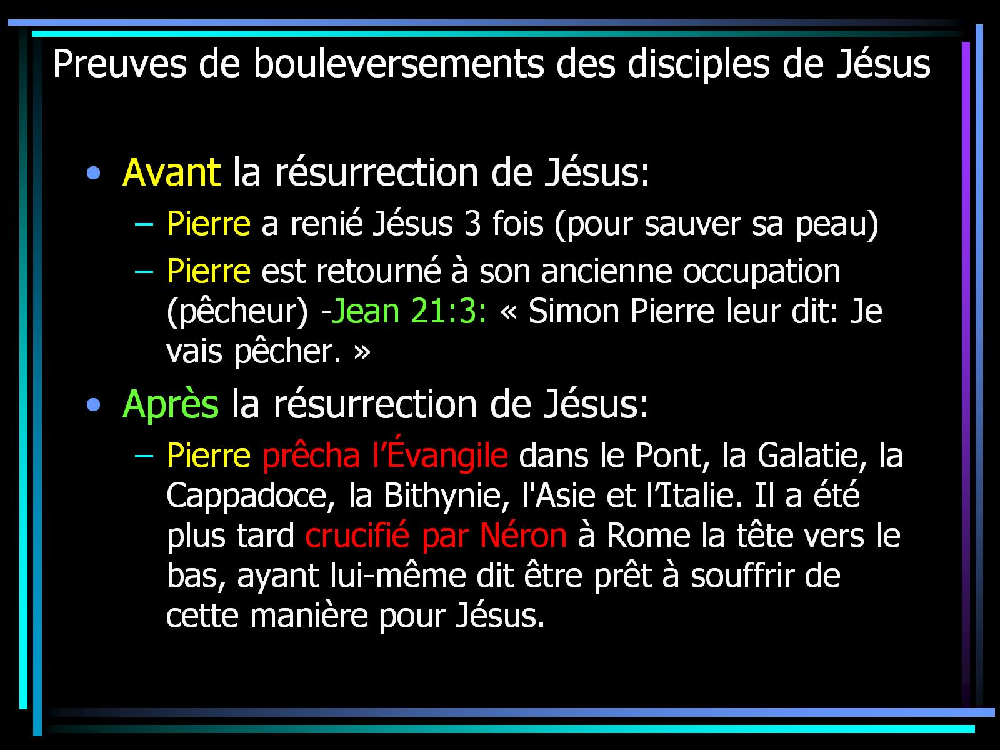 Preuves de bouleversements des disciples de Jésus
• Avant la résurrection de Jésus:
– Pierre a renié Jésus 3 fois (pour sauver sa peau)
– Pierre est retourné à son ancienne occupation
(pêcheur) -Jean 21:3: « Simon Pierre leur dit: Je
vais pêcher. »
• Après la résurrection de Jésus:
– Pierre prêcha l’Évangile dans le Pont, la Galatie, la
Cappadoce, la Bithynie, l'Asie et l’Italie. Il a été
plus tard crucifié par Néron à Rome la tête vers le
bas, ayant lui-même dit être prêt à souffrir de
cette manière pour Jésus.